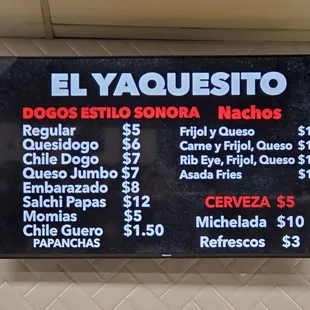 EL YAQUESITO
DOGOS ESTILO SONORA
Regular $5
Quesidogo $6
Chile Dogo $7
Queso Jumbo $7
Embarazado $8
Salchi Papas $12
Momias $5
Chile Guero $1.50
PAPANCHAS
Nachos
Frijol y Queso
Carne y Frijol, Queso
Rib Eye, Frijol, Queso
Asada Fries
CERVEZA $5
Michelada $10
Refrescos $3